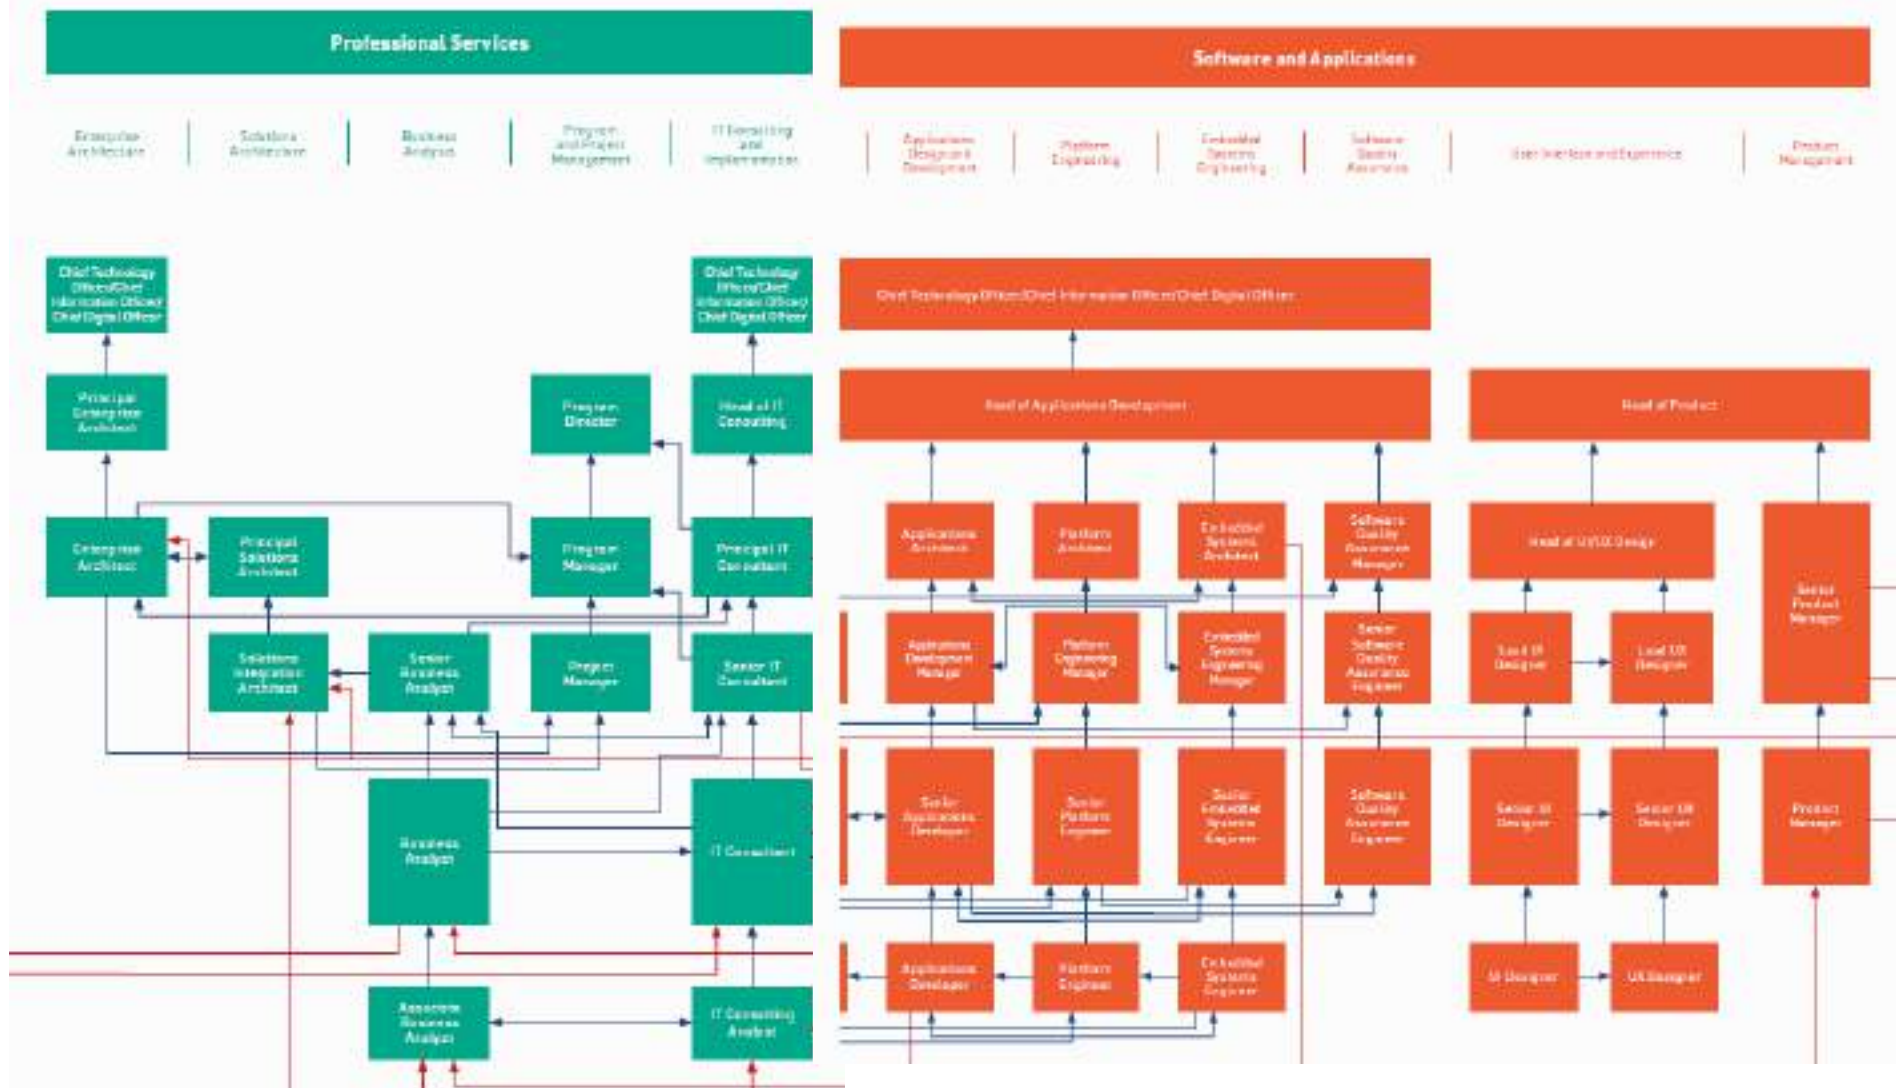 Professional Services
Software and Applications
Enterprise
Architecture
Solutions
Architecture
Business
Analysis
Program
and Project
Management
IT Consulting
and
Implementation
Applications
Design and
Development
Platform
Engineering
Embedded
Systems
Engineering
Software
Quality
Assurance
User Interface and Experience
Product
Management
Chief Technology
Officer/Chief
Information Officer/
Chief Digital Officer
Chief Technology
Officer/Chief
Information Officer/
Chief Digital Officer
Chief Technology Officer/Chief Information Officer/Chief Digital Officer
Principal
Enterprise
Architect
Program
Director
Head of IT
Consulting
Head of Applications Development
Head of Product
Enterprise
Architect
Principal
Solutions
Architect
Program
Manager
Principal IT
Consultant
Applications
Architect
Platform
Architect
Embedded
Systems
Architect
Software
Quality
Assurance
Manager
Head of UI/UX Design
Senior
Product
Manager
Solutions
Integration
Architect
Senior
Business
Analyst
Project
Manager
Senior IT
Consultant
Applications
Development
Manager
Platform
Engineering
Manager
Embedded
Systems
Engineering
Manager
Senior
Software
Quality
Assurance
Engineer
Lead UI
Designer
Lead UX
Designer
Business
Analyst
IT Consultant
Senior
Applications
Developer
Senior
Platform
Engineer
Senior
Embedded
Systems
Engineer
Software
Quality
Assurance
Engineer
Senior UI
Designer
Senior UX
Designer
Product
Manager
Associate
Business
Analyst
IT Consulting
Analyst
Applications
Developer
Platform
Engineer
Embedded
Systems
Engineer
UI Designer
UX Designer